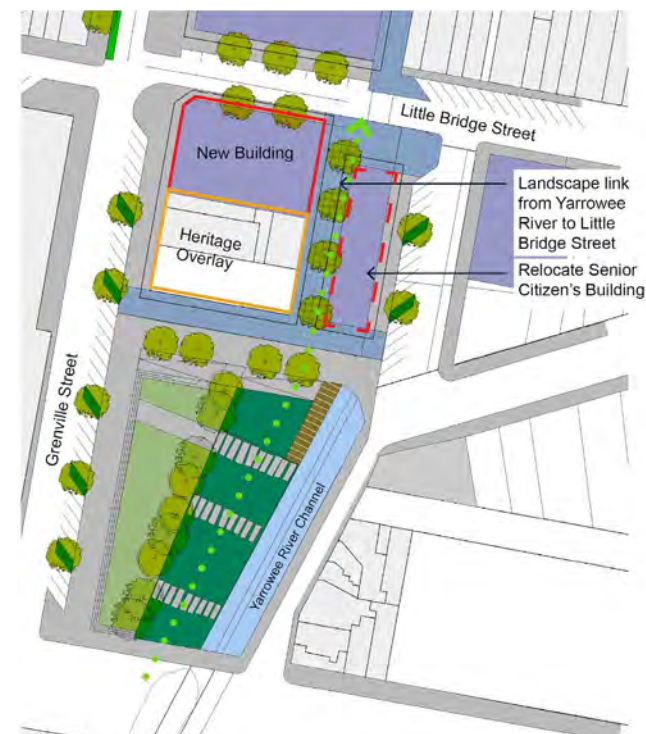 Little Bridge Street
New Building
Landscape link
from Yarrowee
River to Little
Bridge Street
Heritage
Overlay
Relocate Senior
Citizen's Building
Grenville Street
Yarrowee River Channel